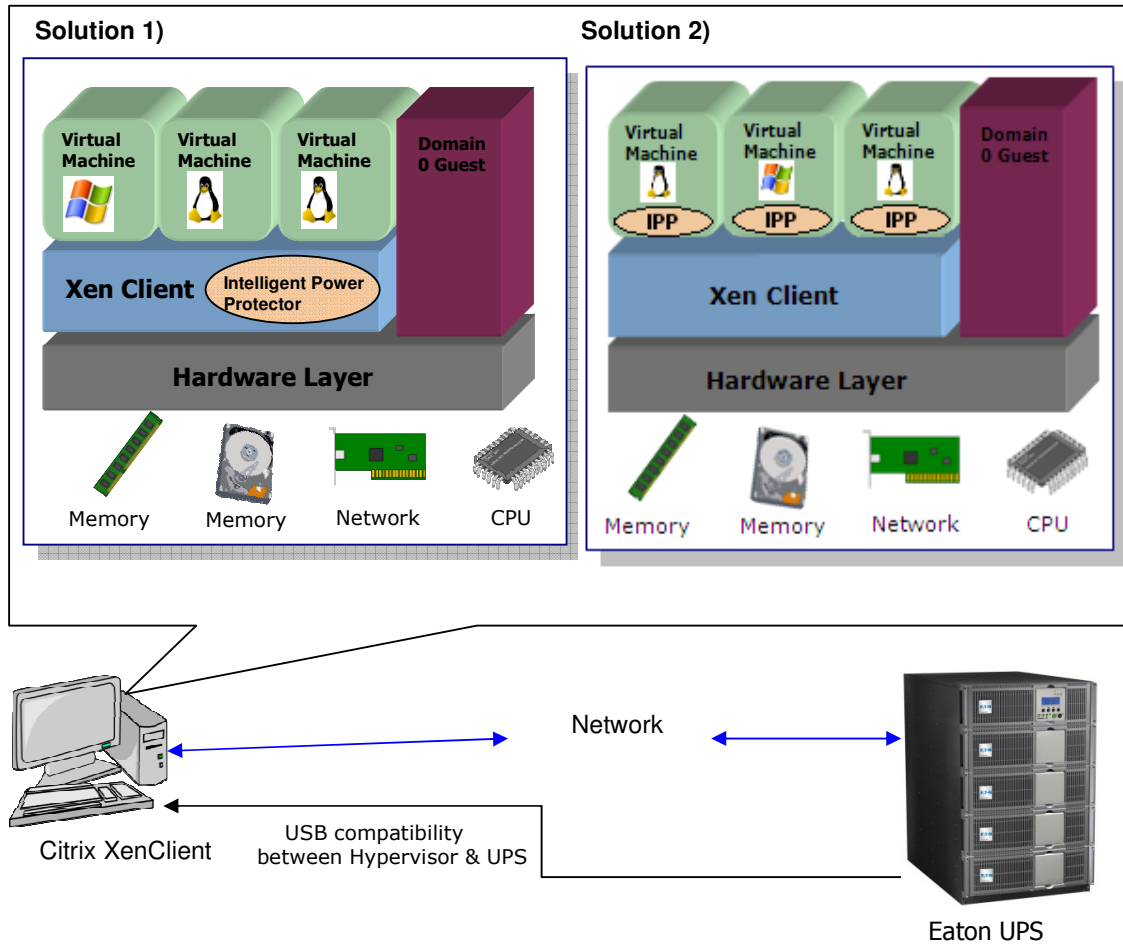 Solution 1)
Virtual
Machine
Virtual
Machine
Virtual
Machine
Domain
0 Guest
Xen Client
Intelligent Power
Protector
Hardware Layer
Memory
Memory
Network
CPU
Solution 2)
Virtual
Machine
IPP
Virtual
Machine
IPP
Virtual
Machine
IPP
Domain
0 Guest
Xen Client
Hardware Layer
Memory
Memory
Network
CPU
Network
USB compatibility
between Hypervisor & UPS
Citrix XenClient
Eaton UPS